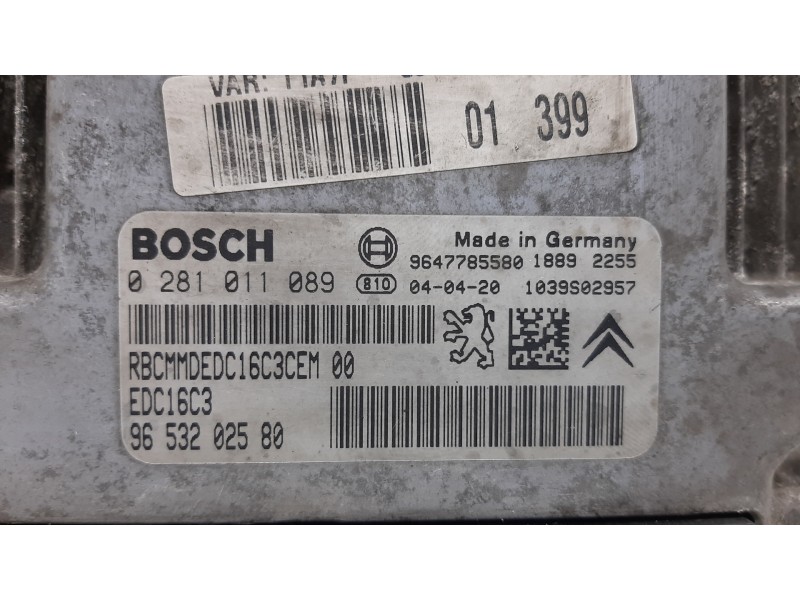 VAR:
01 399
BOSCH
Made in Germany
0 281 011 089
810
9647785580 1889 2255
04-04-20 1039S02957
RBCMMDEDC16C3CEM 00
EDC16C3
96 532 025 80